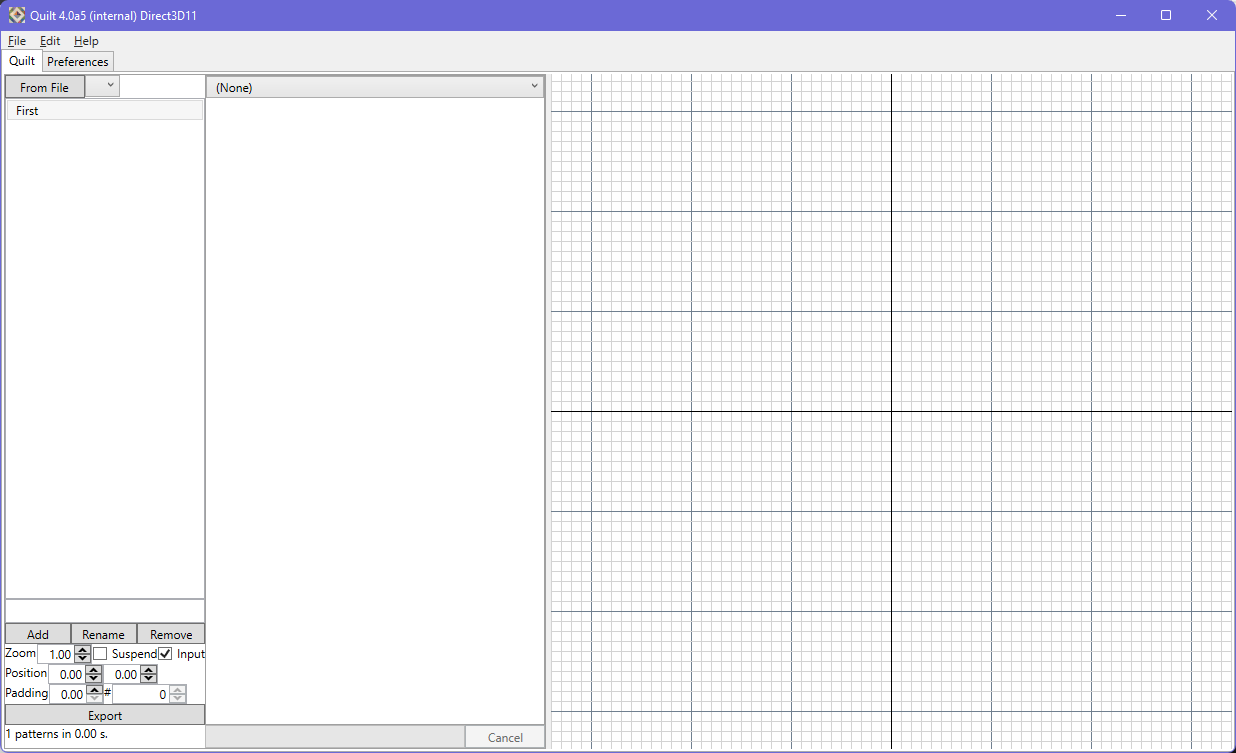 Quilt 4.0a5 (internal) Direct3D11
File Edit Help
Quilt Preferences
From File (None)
First
Add Rename Remove
Zoom 1.00 Suspend Input
Position 0.00 0.00
Padding 0.00 # 0
Export
1 patterns in 0.00 s. Cancel